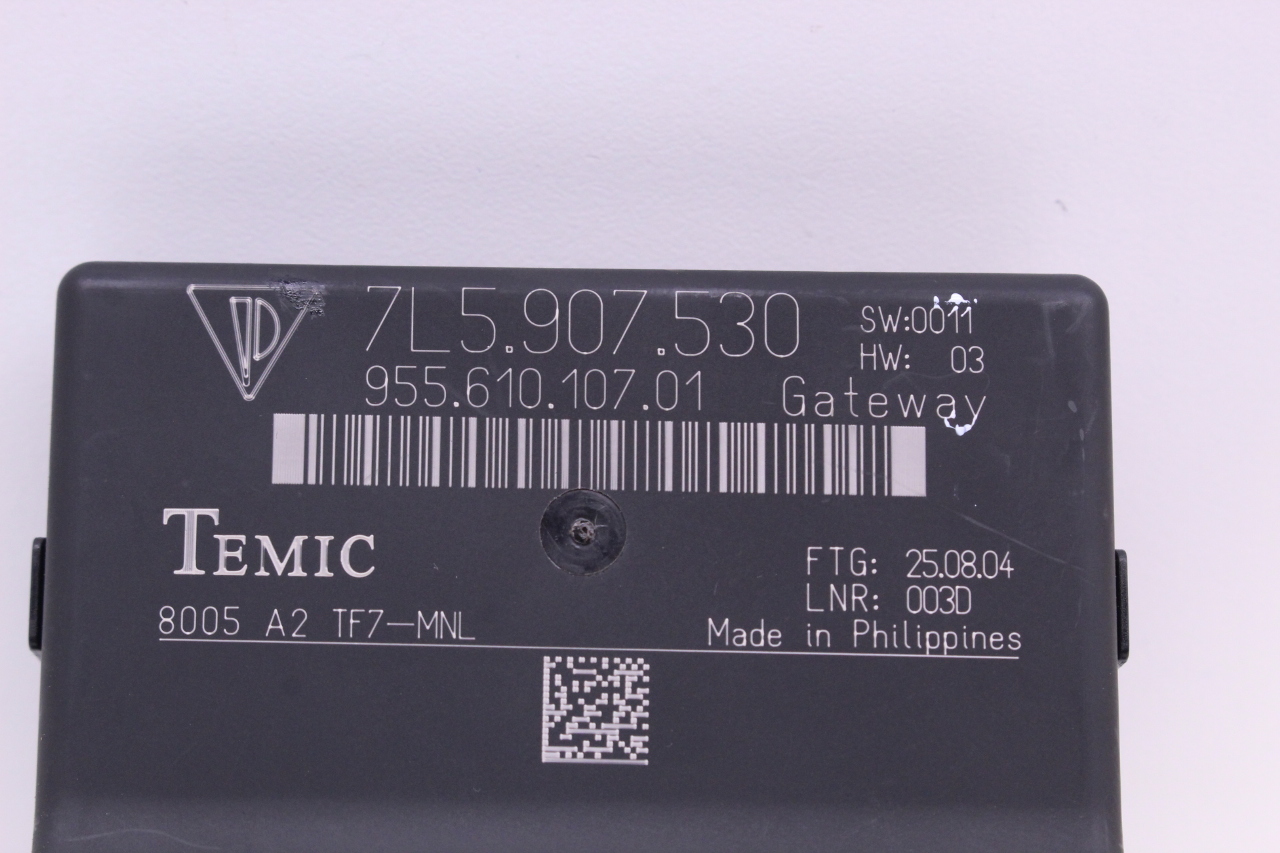 7L5.907.530
SW:0011
HW: 03
955.610.107.01
Gateway
TEMIC
FTG: 25.08.04
LNR: 003D
8005 A2 TF7-MNL
Made in Philippines